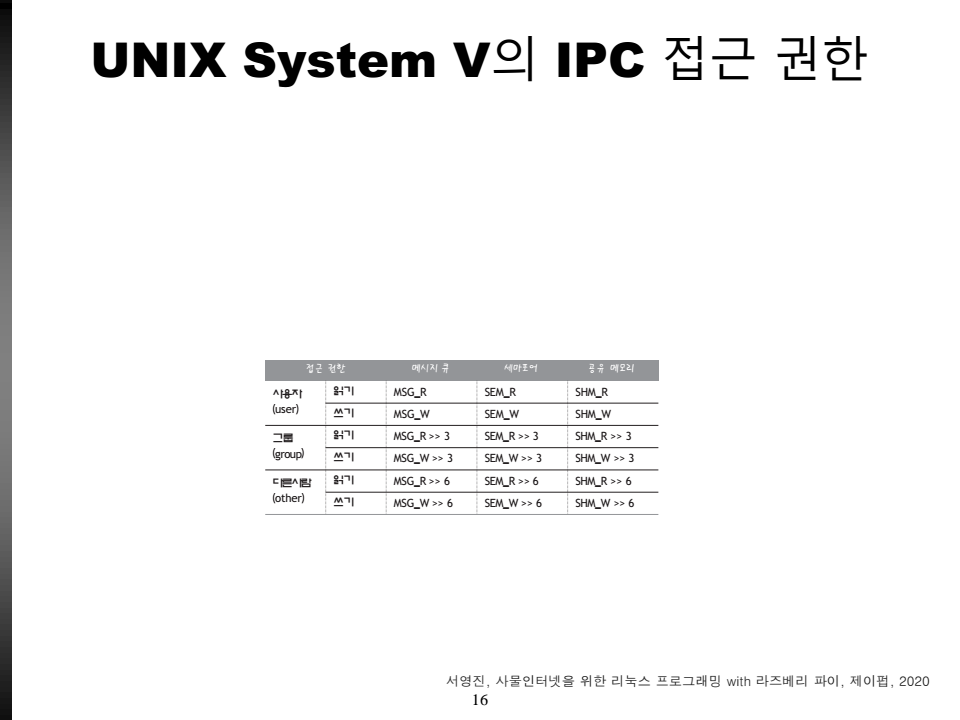 UNIX System V의 IPC 접근 권한
접근 권한 메시지 큐 세마포어 공유 메모리
사용자 (user) 읽기 MSG_R SEM_R SHM_R
쓰기 MSG_W SEM_W SHM_W
그룹 (group) 읽기 MSG_R >> 3 SEM_R >> 3 SHM_R >> 3
쓰기 MSG_W >> 3 SEM_W >> 3 SHM_W >> 3
다른사람 (other) 읽기 MSG_R >> 6 SEM_R >> 6 SHM_R >> 6
쓰기 MSG_W >> 6 SEM_W >> 6 SHM_W >> 6
서영진, 사물인터넷을 위한 리눅스 프로그래밍 with 라즈베리 파이, 제이펍, 2020
16